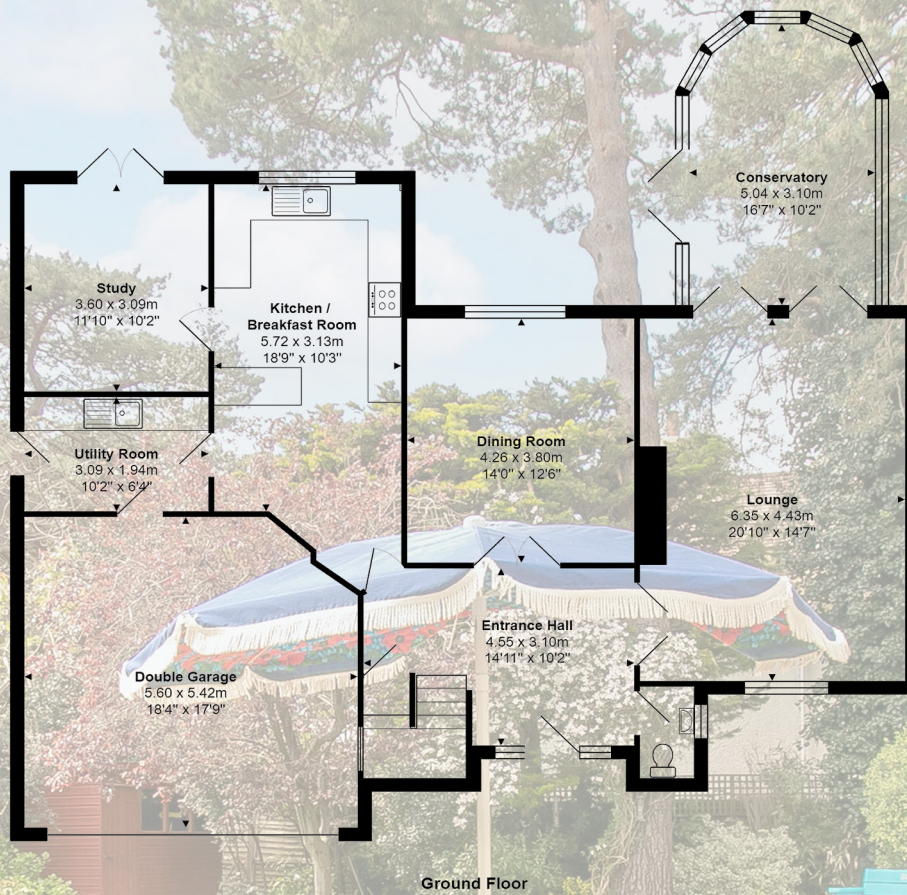 Conservatory
5.04 x 3.10m
16'7" x 10'2"
Study
3.60 x 3.09m
11'10" x 10'2"
Kitchen /
Breakfast Room
5.72 x 3.13m
18'9" x 10'3"
Dining Room
4.26 x 3.80m
14'0" x 12'6"
Utility Room
3.09 x 1.94m
10'2" x 6'4"
Lounge
6.35 x 4.43m
20'10" x 14'7"
Entrance Hall
4.55 x 3.10m
14'11" x 10'2"
Double Garage
5.60 x 5.42m
18'4" x 17'9"
Ground Floor